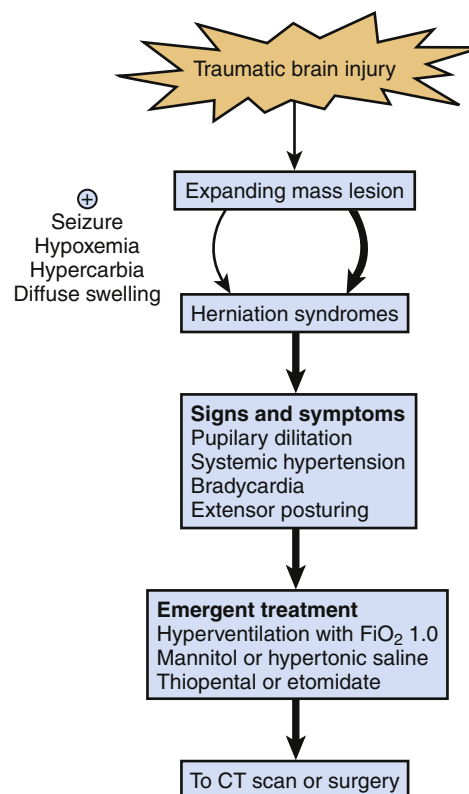 Traumatic brain injury
Expanding mass lesion
+
Seizure
Hypoxemia
Hypercarbia
Diffuse swelling
Herniation syndromes
Signs and symptoms
Pupilary dilitation
Systemic hypertension
Bradycardia
Extensor posturing
Emergent treatment
Hyperventilation with FiO₂ 1.0
Mannitol or hypertonic saline
Thiopental or etomidate
To CT scan or surgery